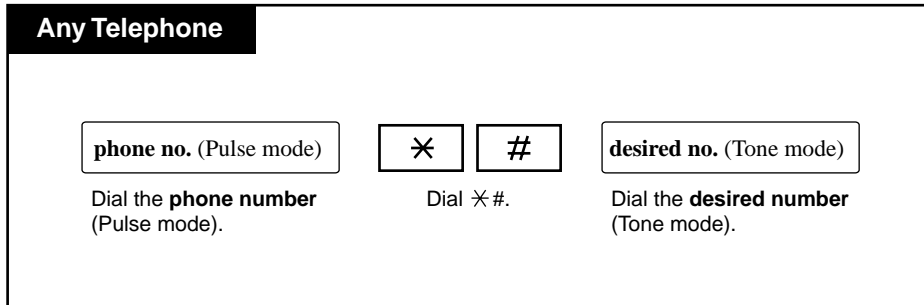 Any Telephone
phone no. (Pulse mode)
✕ #
desired no. (Tone mode)
Dial the phone number
(Pulse mode).
Dial ✕#.
Dial the desired number
(Tone mode).